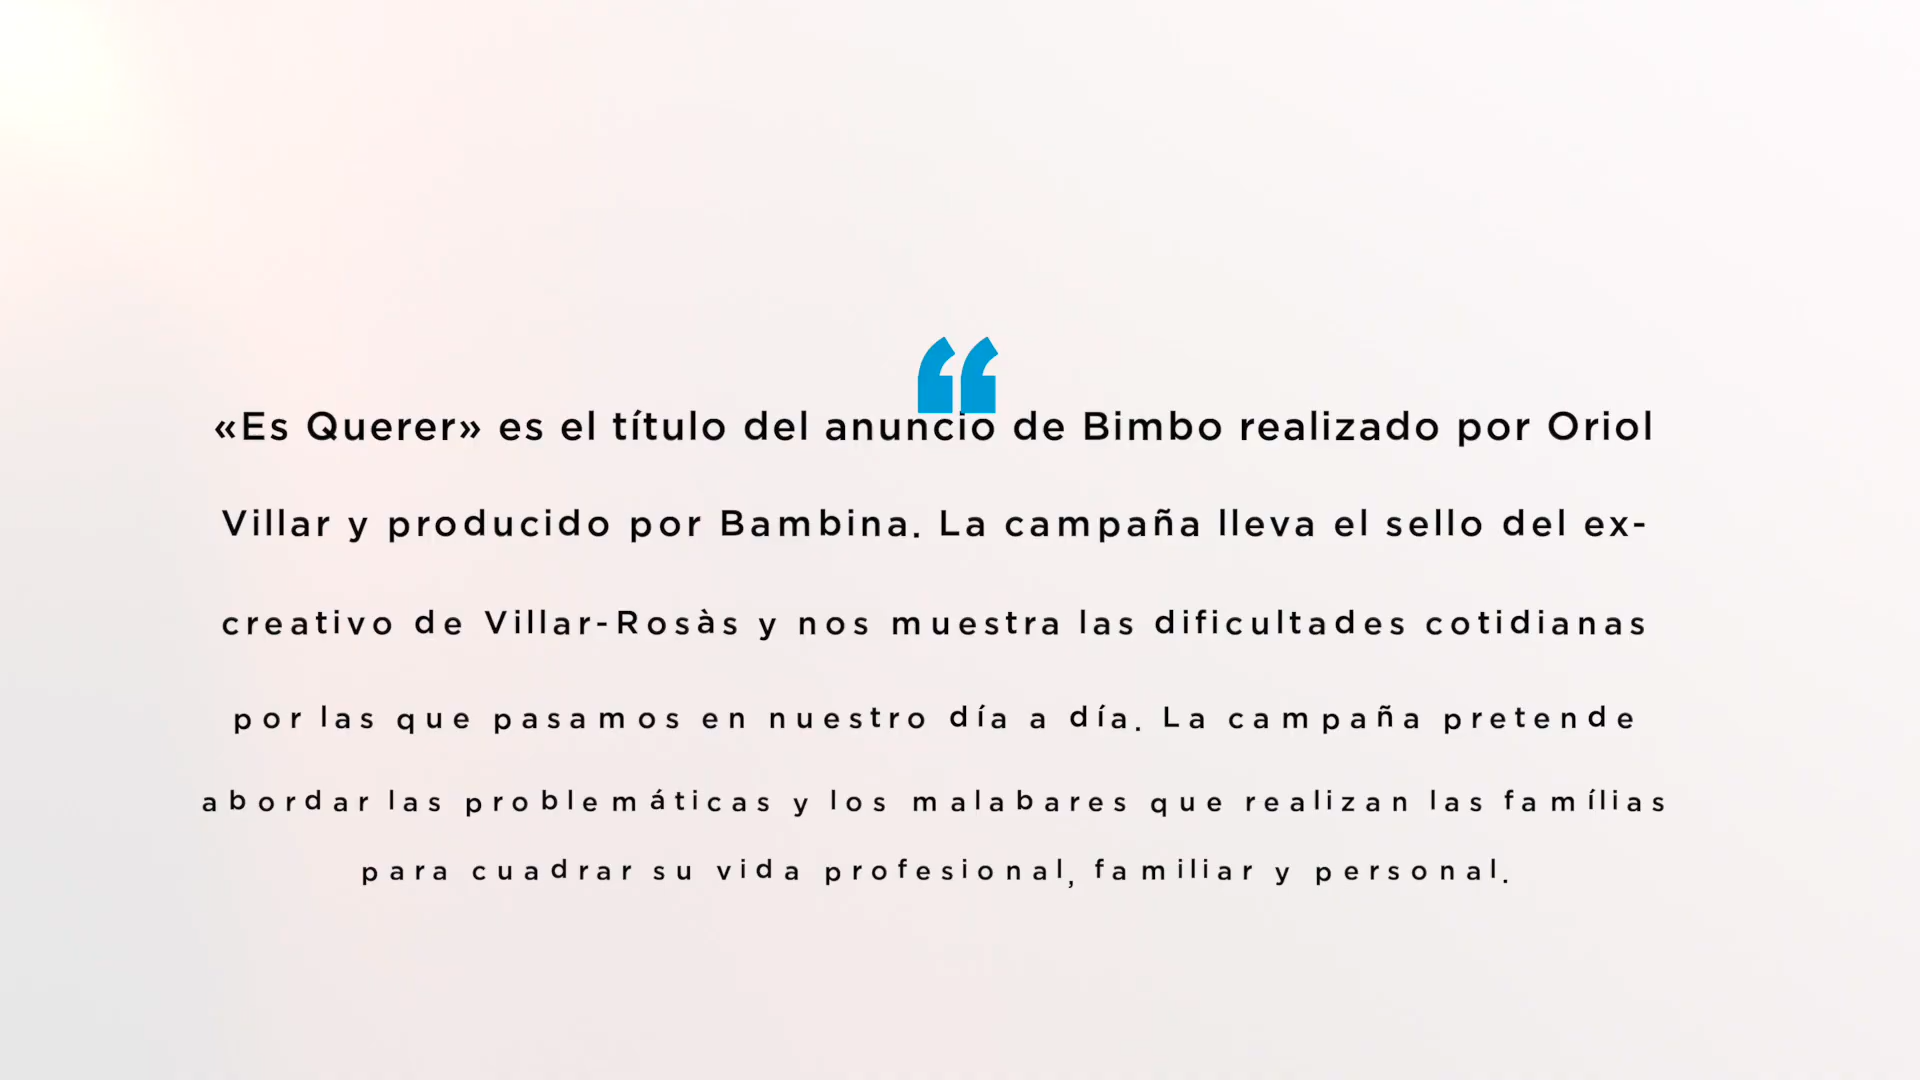 «Es Querer» es el título del anuncio de Bimbo realizado por Oriol
Villar y producido por Bambina. La campaña lleva el sello del ex-
creativo de Villar-Rosàs y nos muestra las dificultades cotidianas
por las que pasamos en nuestro día a día. La campaña pretende
abordar las problemáticas y los malabares que realizan las famílias
para cuadrar su vida profesional, familiar y personal.